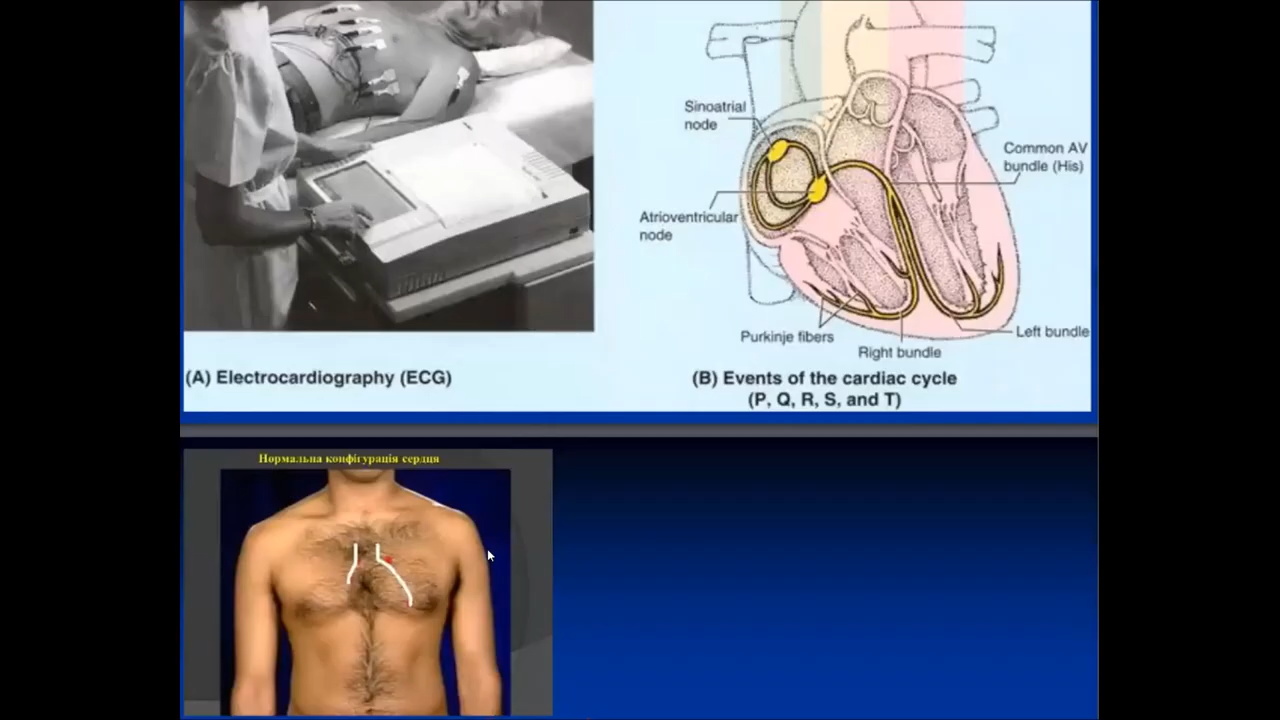 Sinoatrial
node
Common AV
bundle (His)
Atrioventricular
node
Purkinje fibers
Left bundle
Right bundle
(A) Electrocardiography (ECG)
(B) Events of the cardiac cycle
(P, Q, R, S, and T)
Нормальна конфігурація сердця